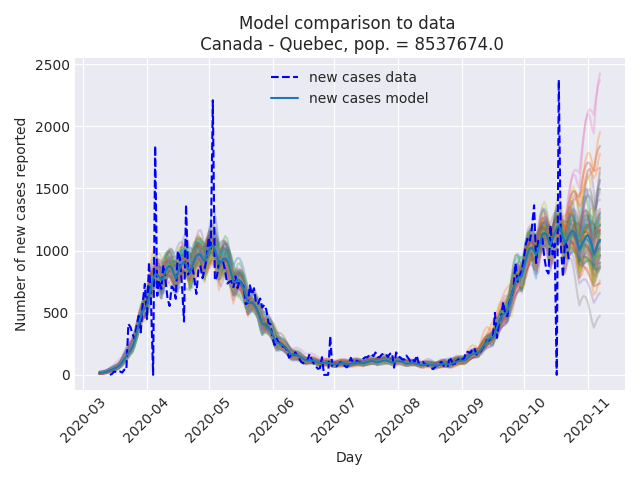 Model comparison to data
Canada - Quebec, pop. = 8537674.0
new cases data
new cases model
Number of new cases reported
2500
2000
1500
1000
500
0
2020-03
2020-04
2020-05
2020-06
2020-07
2020-08
2020-09
2020-10
2020-11
Day